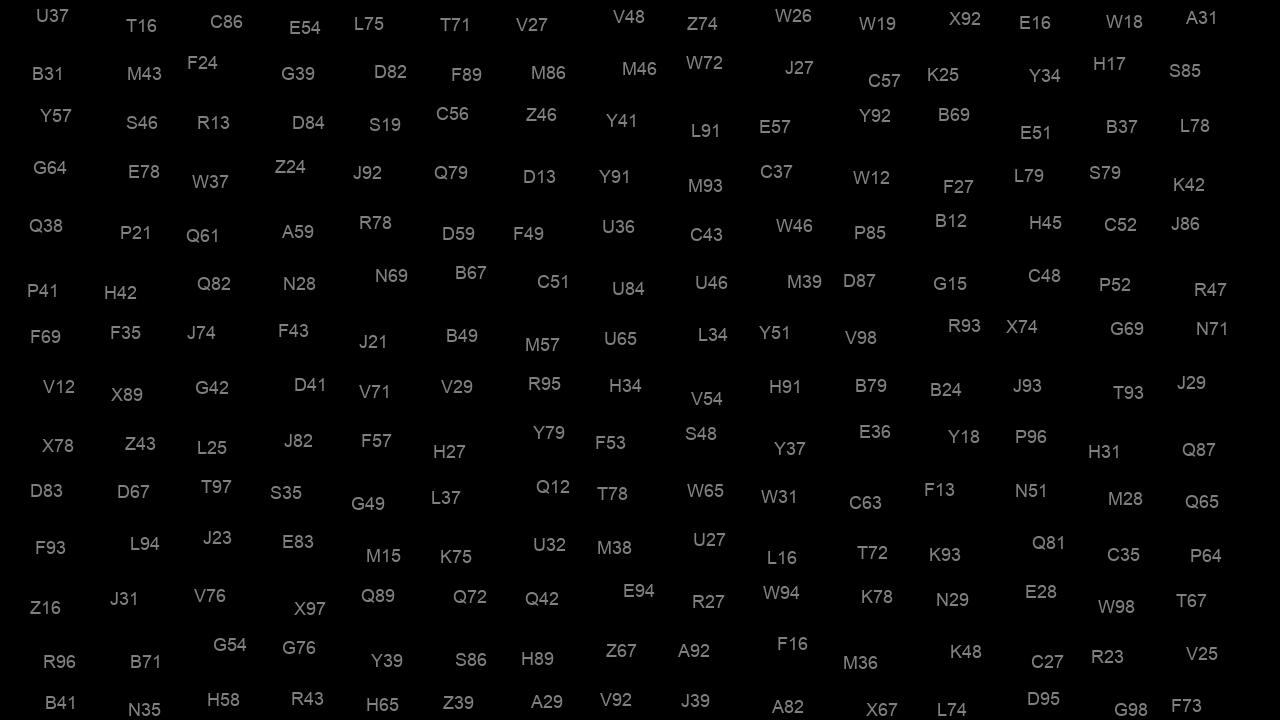 U37 T16 C86 E54 L75 T71 V27 V48 Z74 W26 W19 X92 E16 W18 A31
B31 M43 F24 G39 D82 F89 M86 M46 W72 J27 C57 K25 Y34 H17 S85
Y57 S46 R13 D84 S19 C56 Z46 Y41 L91 E57 Y92 B69 E51 B37 L78
G64 E78 W37 Z24 J92 Q79 D13 Y91 M93 C37 W12 F27 L79 S79 K42
Q38 P21 Q61 A59 R78 D59 F49 U36 C43 W46 P85 B12 H45 C52 J86
P41 H42 Q82 N28 N69 B67 C51 U84 U46 M39 D87 G15 C48 P52 R47
F69 F35 J74 F43 J21 B49 M57 U65 L34 Y51 V98 R93 X74 G69 N71
V12 X89 G42 D41 V71 V29 R95 H34 V54 H91 B79 B24 J93 T93 J29
X78 Z43 L25 J82 F57 H27 Y79 F53 S48 Y37 E36 Y18 P96 H31 Q87
D83 D67 T97 S35 G49 L37 Q12 T78 W65 W31 C63 F13 N51 M28 Q65
F93 L94 J23 E83 M15 K75 U32 M38 U27 L16 T72 K93 Q81 C35 P64
Z16 J31 V76 X97 Q89 Q72 Q42 E94 R27 W94 K78 N29 E28 W98 T67
R96 B71 G54 G76 Y39 S86 H89 Z67 A92 F16 M36 K48 C27 R23 V25
B41 N35 H58 R43 H65 Z39 A29 V92 J39 A82 X67 L74 D95 G98 F73